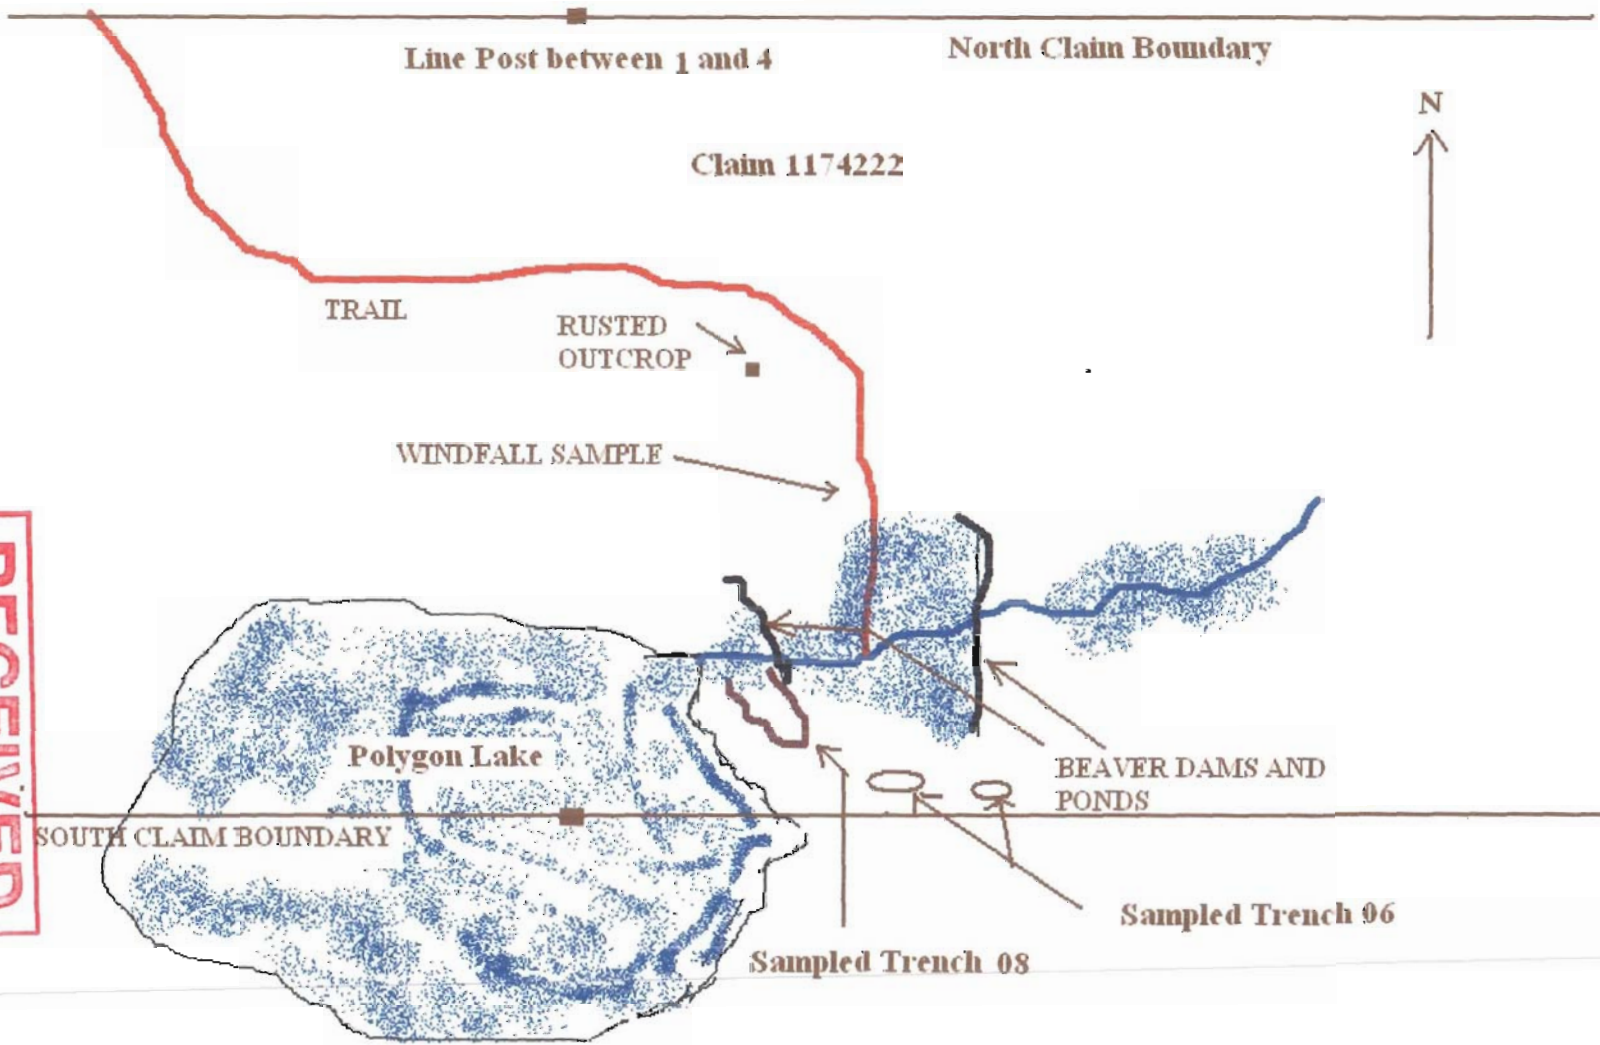 Line Post between 1 and 4
North Claim Boundary
N
Claim 1174222
TRAIL
RUSTED
OUTCROP
WINDFALL SAMPLE
RECEIVED
Polygon Lake
BEAVER DAMS AND
PONDS
SOUTH CLAIM BOUNDARY
Sampled Trench 06
Sampled Trench 08